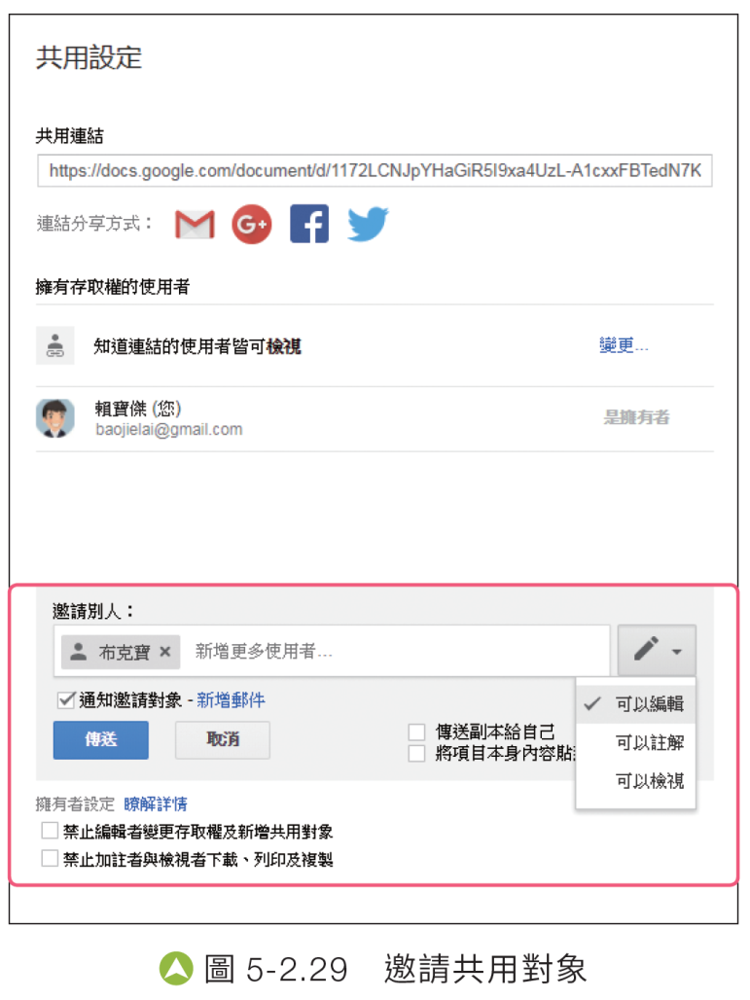 共用設定
共用連結
https://docs.google.com/document/d/1172LCNJpYHaGiR5I9xa4UzL-A1cxxFBTedN7K
連結分享方式：
擁有存取權的使用者
知道連結的使用者皆可檢視 變更...
賴寶傑 (您)
baojielai@gmail.com
是擁有者
邀請別人：
布克寶 × 新增更多使用者...
通知邀請對象 - 新增郵件
可以編輯
傳送 取消 傳送副本給自己
可以註解
將項目本身內容貼
可以檢視
擁有者設定 瞭解詳情
禁止編輯者變更存取權及新增共用對象
禁止加註者與檢視者下載、列印及複製
圖 5-2.29 邀請共用對象